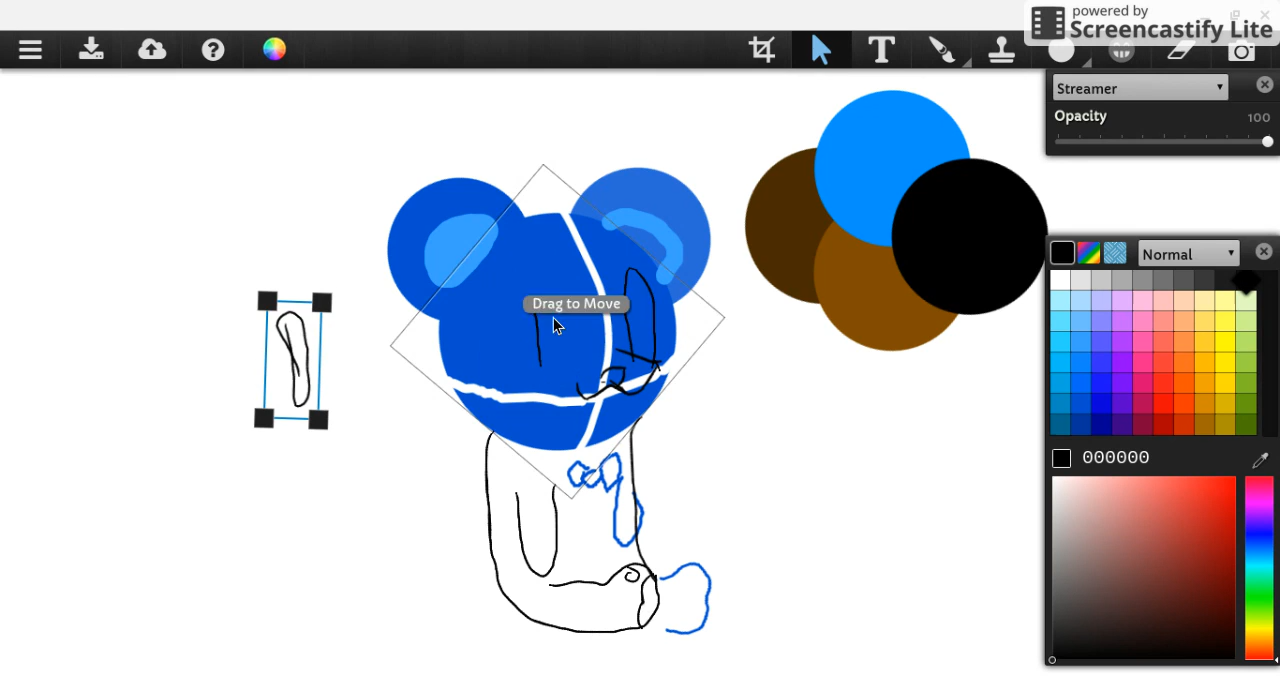 powered by
Screencastify Lite
Streamer
Opacity 100
Drag to Move
Normal
000000